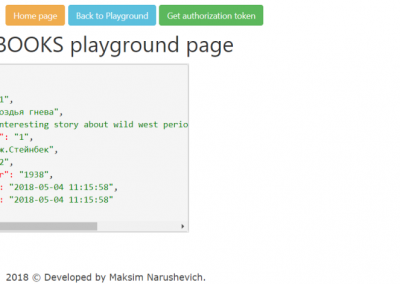 Home page Back to Playground Get authorization token
BOOKS playground page
1",
оздья гнева",
nteresting story about wild west perio
": "1",
ж.Стейнбек",
2",
r": "1938",
: "2018-05-04 11:15:58",
: "2018-05-04 11:15:58"
2018 © Developed by Maksim Narushevich.